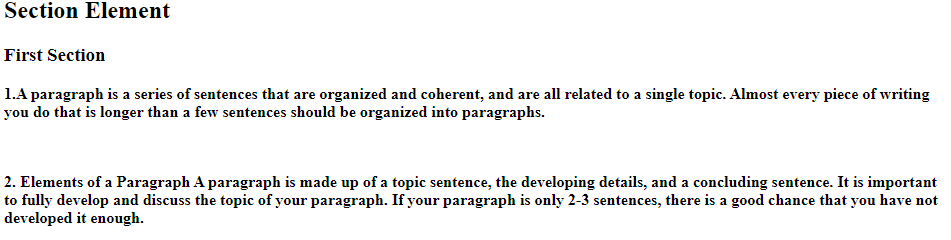 Section Element
First Section
1.A paragraph is a series of sentences that are organized and coherent, and are all related to a single topic. Almost every piece of writing
you do that is longer than a few sentences should be organized into paragraphs.
2. Elements of a Paragraph A paragraph is made up of a topic sentence, the developing details, and a concluding sentence. It is important
to fully develop and discuss the topic of your paragraph. If your paragraph is only 2-3 sentences, there is a good chance that you have not
developed it enough.